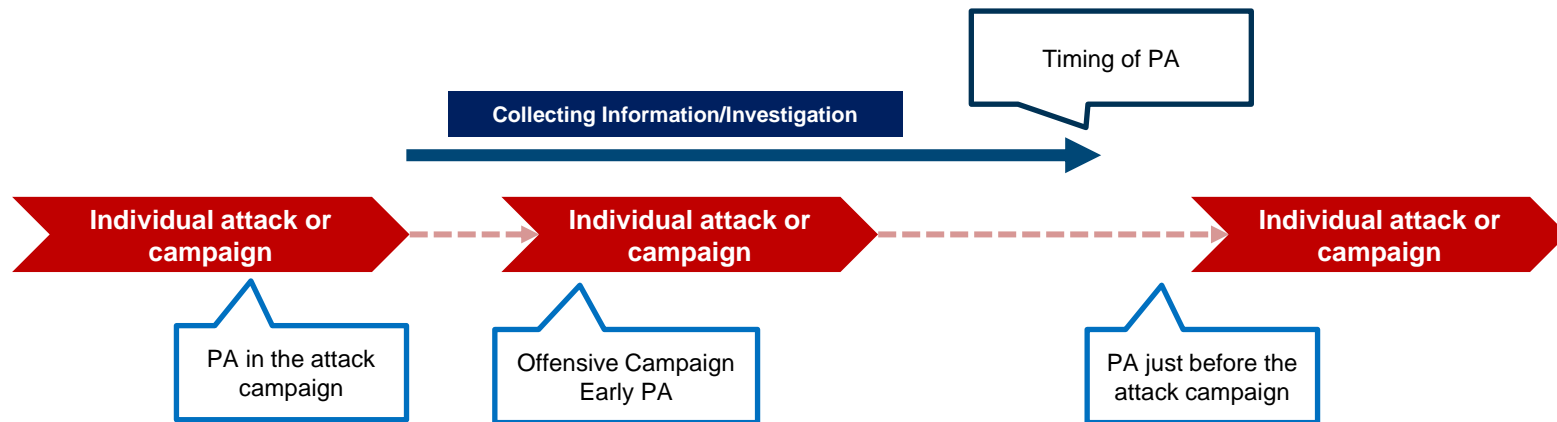 Timing of PA
Collecting Information/Investigation
Individual attack or
campaign
Individual attack or
campaign
Individual attack or
campaign
PA in the attack
campaign
Offensive Campaign
Early PA
PA just before the
attack campaign